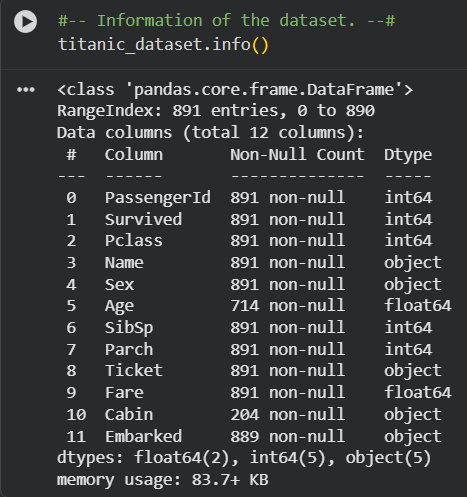 #-- Information of the dataset. --#
titanic_dataset.info()
<class 'pandas.core.frame.DataFrame'>
RangeIndex: 891 entries, 0 to 890
Data columns (total 12 columns):
 #   Column       Non-Null Count  Dtype
---  ------       --------------  -----
 0   PassengerId  891 non-null    int64
 1   Survived     891 non-null    int64
 2   Pclass       891 non-null    int64
 3   Name         891 non-null    object
 4   Sex          891 non-null    object
 5   Age          714 non-null    float64
 6   SibSp        891 non-null    int64
 7   Parch        891 non-null    int64
 8   Ticket       891 non-null    object
 9   Fare         891 non-null    float64
 10  Cabin        204 non-null    object
 11  Embarked     889 non-null    object
dtypes: float64(2), int64(5), object(5)
memory usage: 83.7+ KB